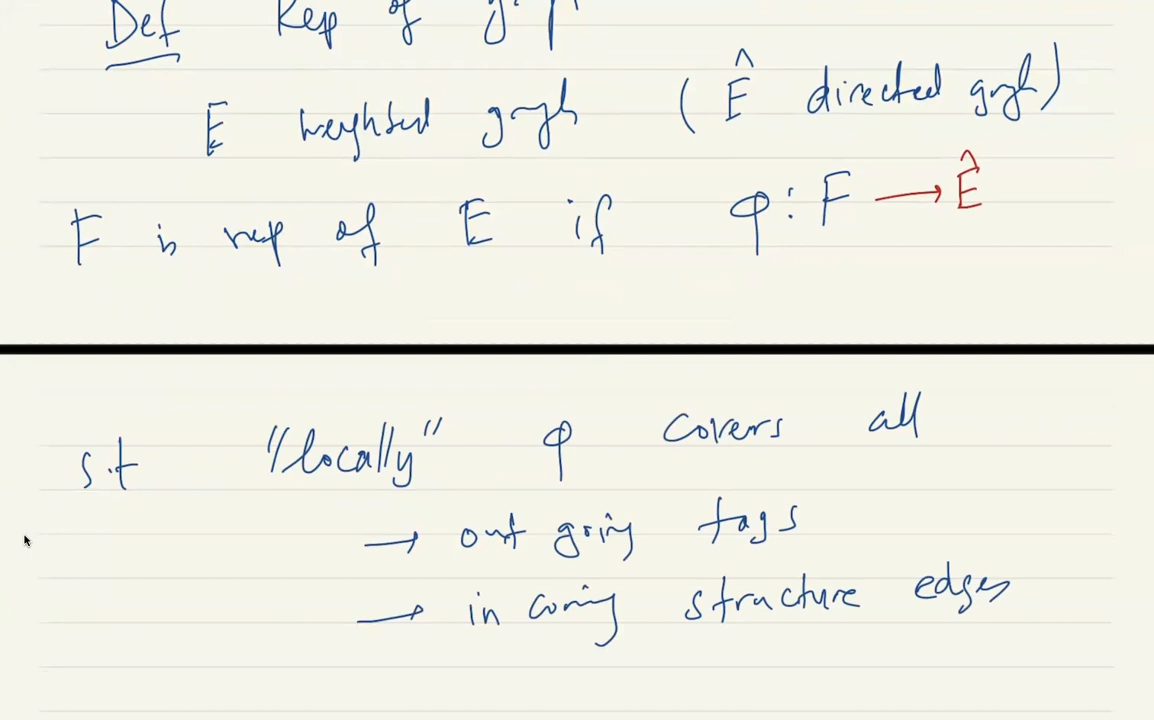 Def Rep of graph
E weighted graph ( Ê directed graph)
F is rep of E if φ: F → Ê
s.t "locally" φ covers all
→ out going tags
→ in coming structure edges